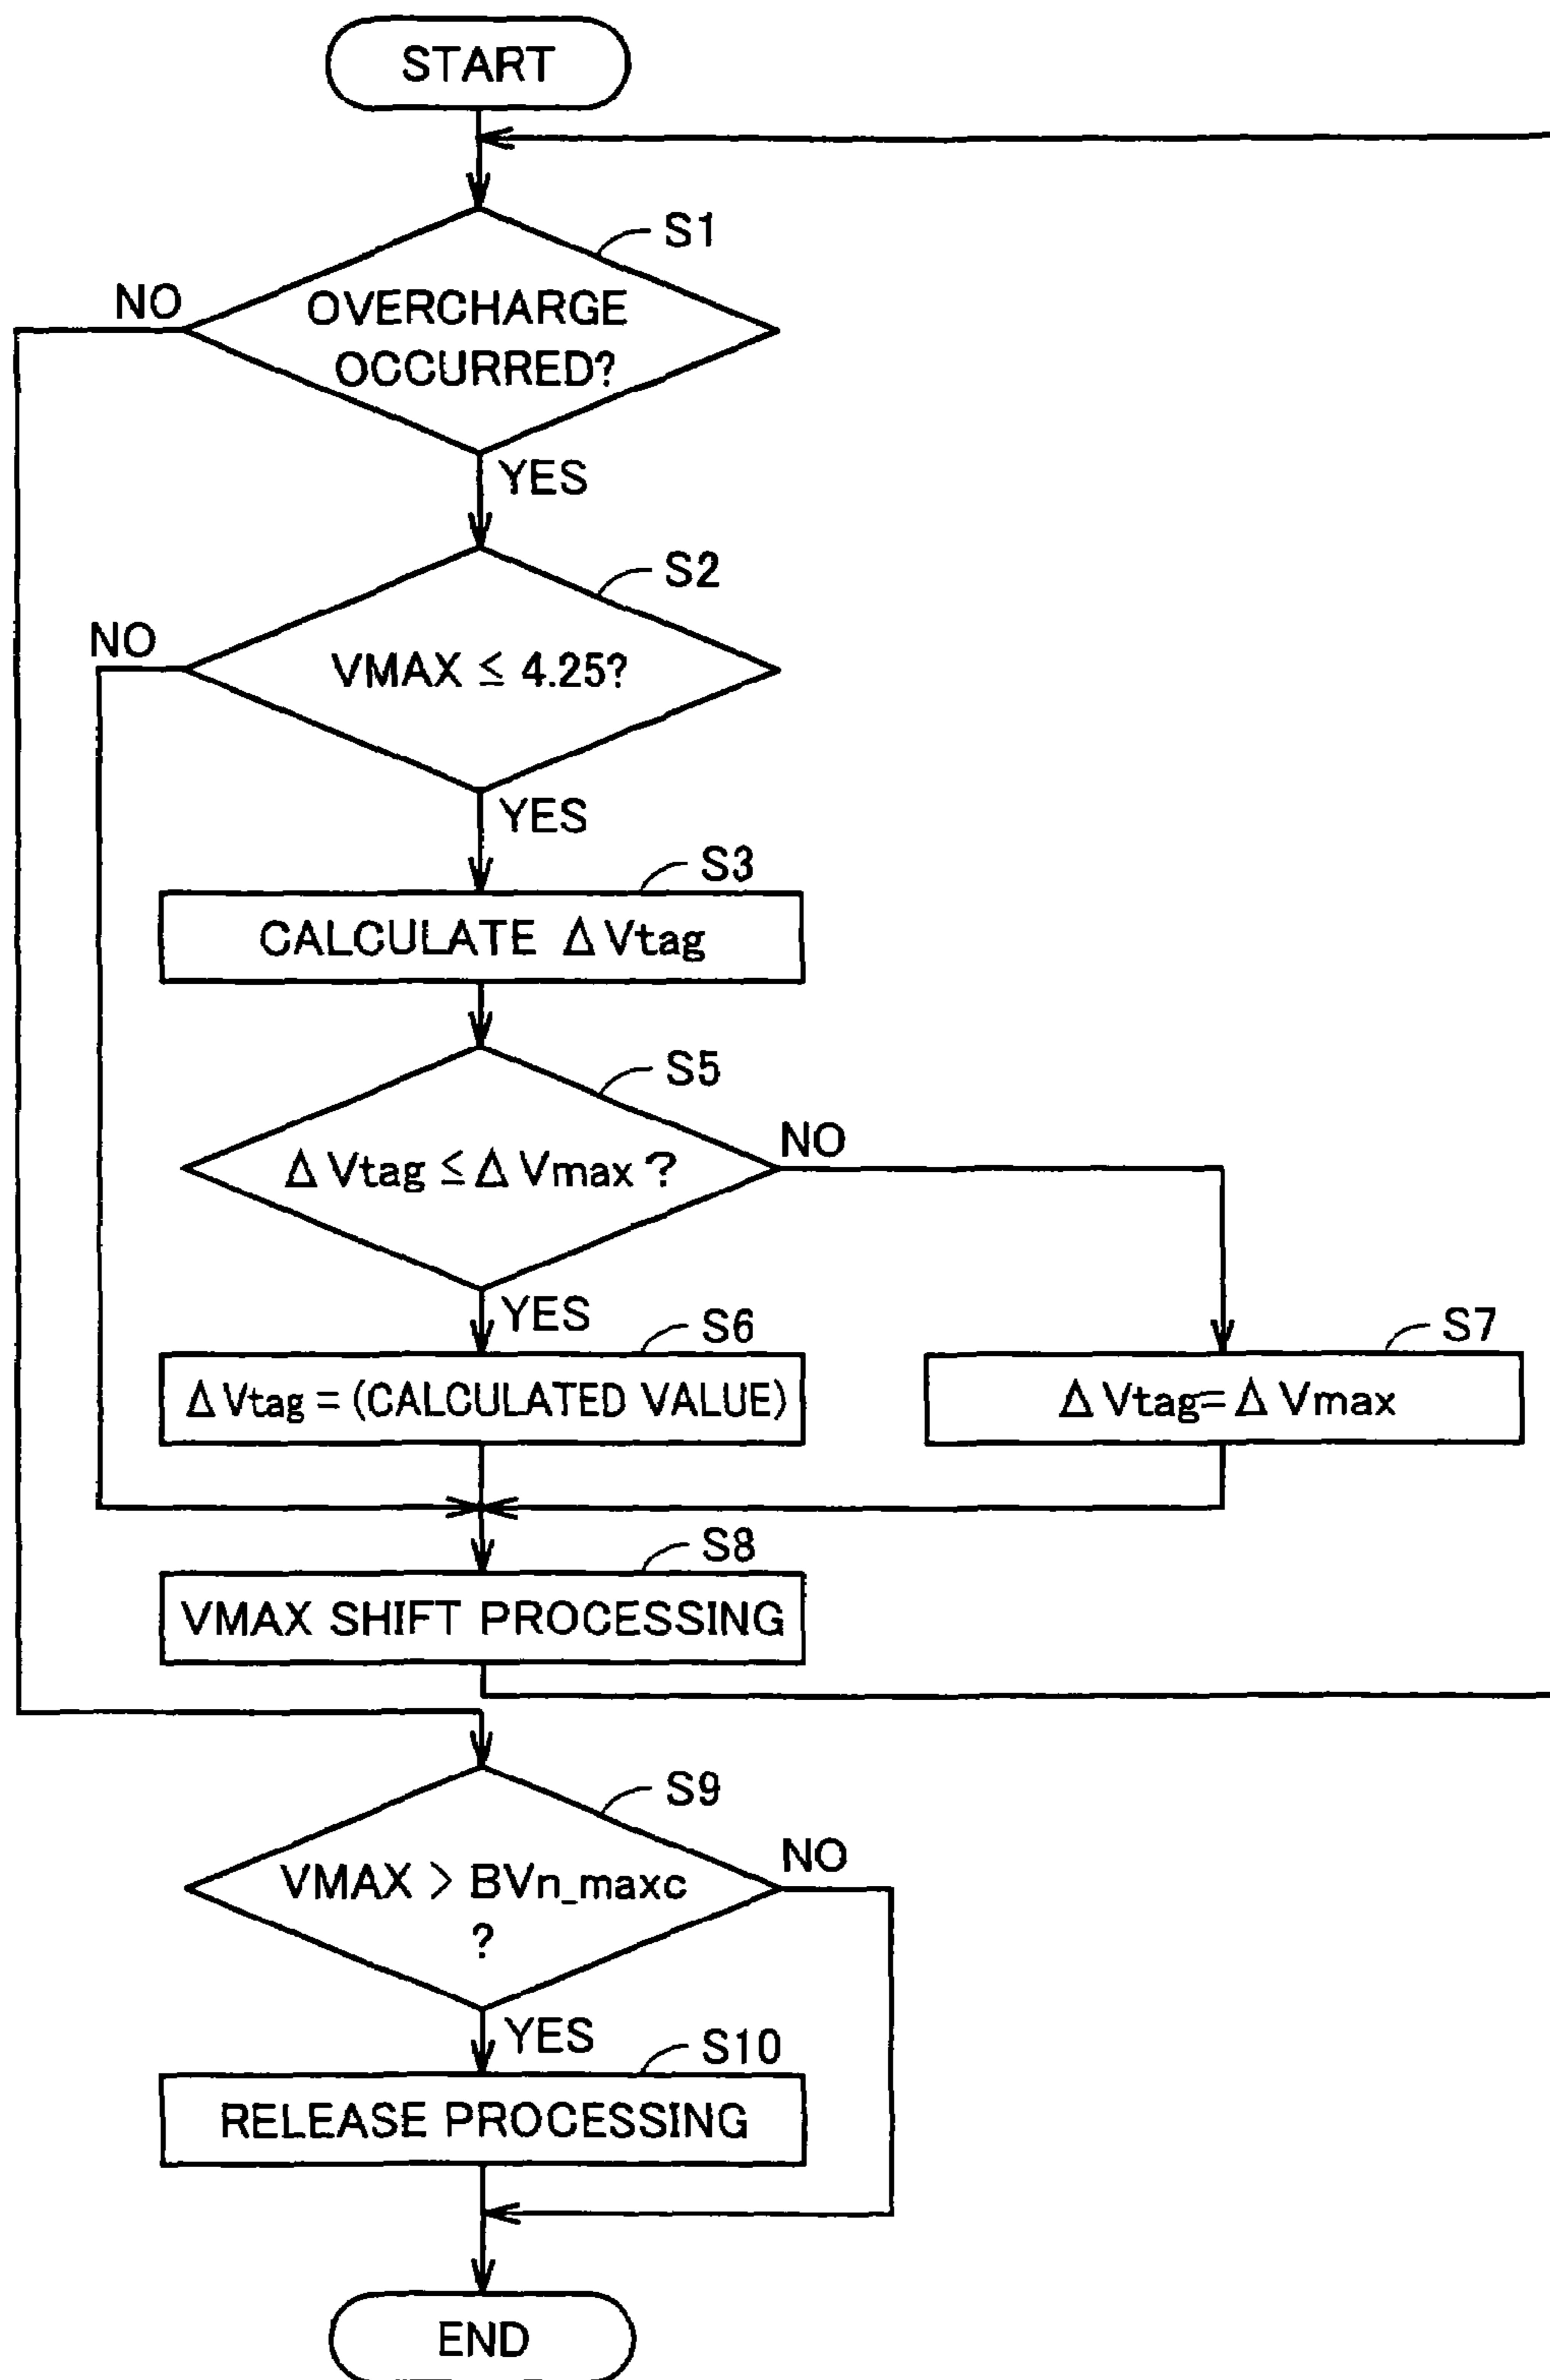 START
S1
NO
OVERCHARGE
OCCURRED?
YES
S2
NO
VMAX ≦ 4.25?
YES
S3
CALCULATE ΔVtag
S5
NO
ΔVtag ≦ ΔVmax ?
YES
S6
S7
ΔVtag = (CALCULATED VALUE)
ΔVtag=ΔVmax
S8
VMAX SHIFT PROCESSING
S9
NO
VMAX > BVn_maxc
?
YES
S10
RELEASE PROCESSING
END